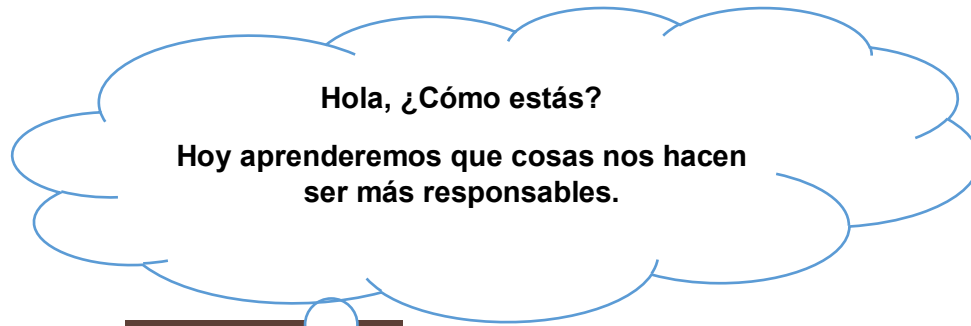 Hola, ¿Cómo estás?
Hoy aprenderemos que cosas nos hacen
ser más responsables.